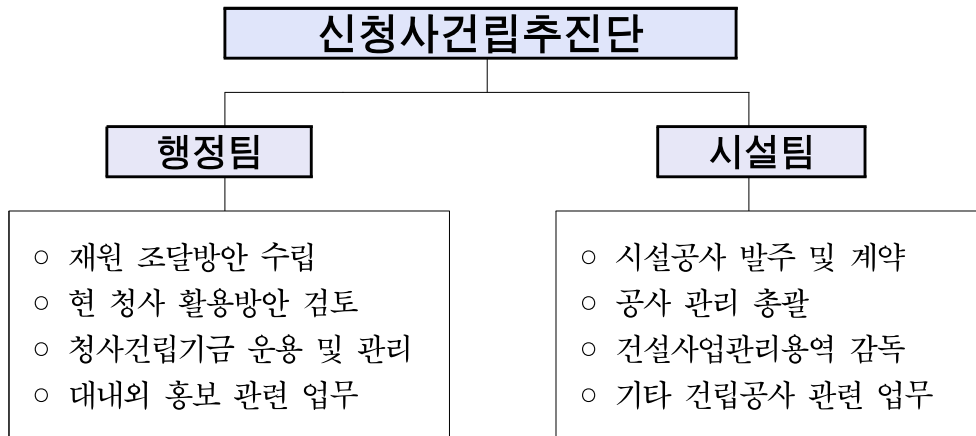 신청사건립추진단
행정팀
○ 재원 조달방안 수립
○ 현 청사 활용방안 검토
○ 청사건립기금 운용 및 관리
○ 대내외 홍보 관련 업무
시설팀
○ 시설공사 발주 및 계약
○ 공사 관리 총괄
○ 건설사업관리용역 감독
○ 기타 건립공사 관련 업무